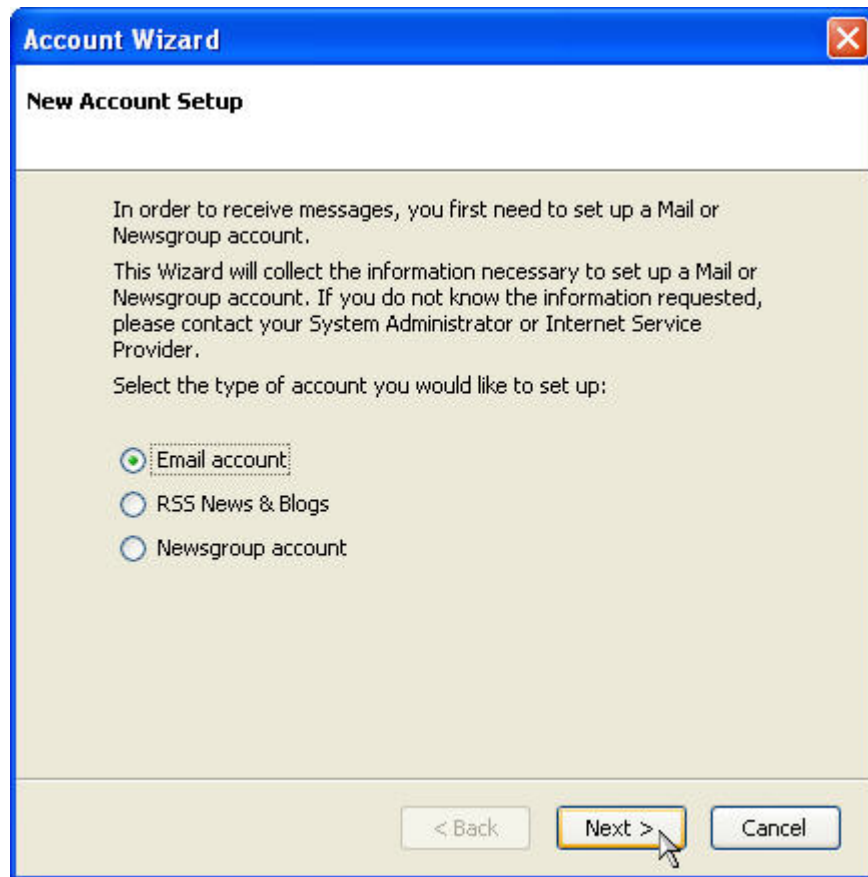 Account Wizard
New Account Setup
In order to receive messages, you first need to set up a Mail or
Newsgroup account.
This Wizard will collect the information necessary to set up a Mail or
Newsgroup account. If you do not know the information requested,
please contact your System Administrator or Internet Service
Provider.
Select the type of account you would like to set up:
Email account
RSS News & Blogs
Newsgroup account
< Back Next > Cancel